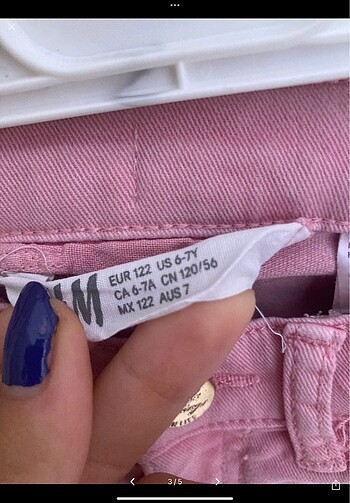 M
EUR 122 US 6-7Y
CA 6-7A CN 120/56
MX 122 AUS 7
3/5